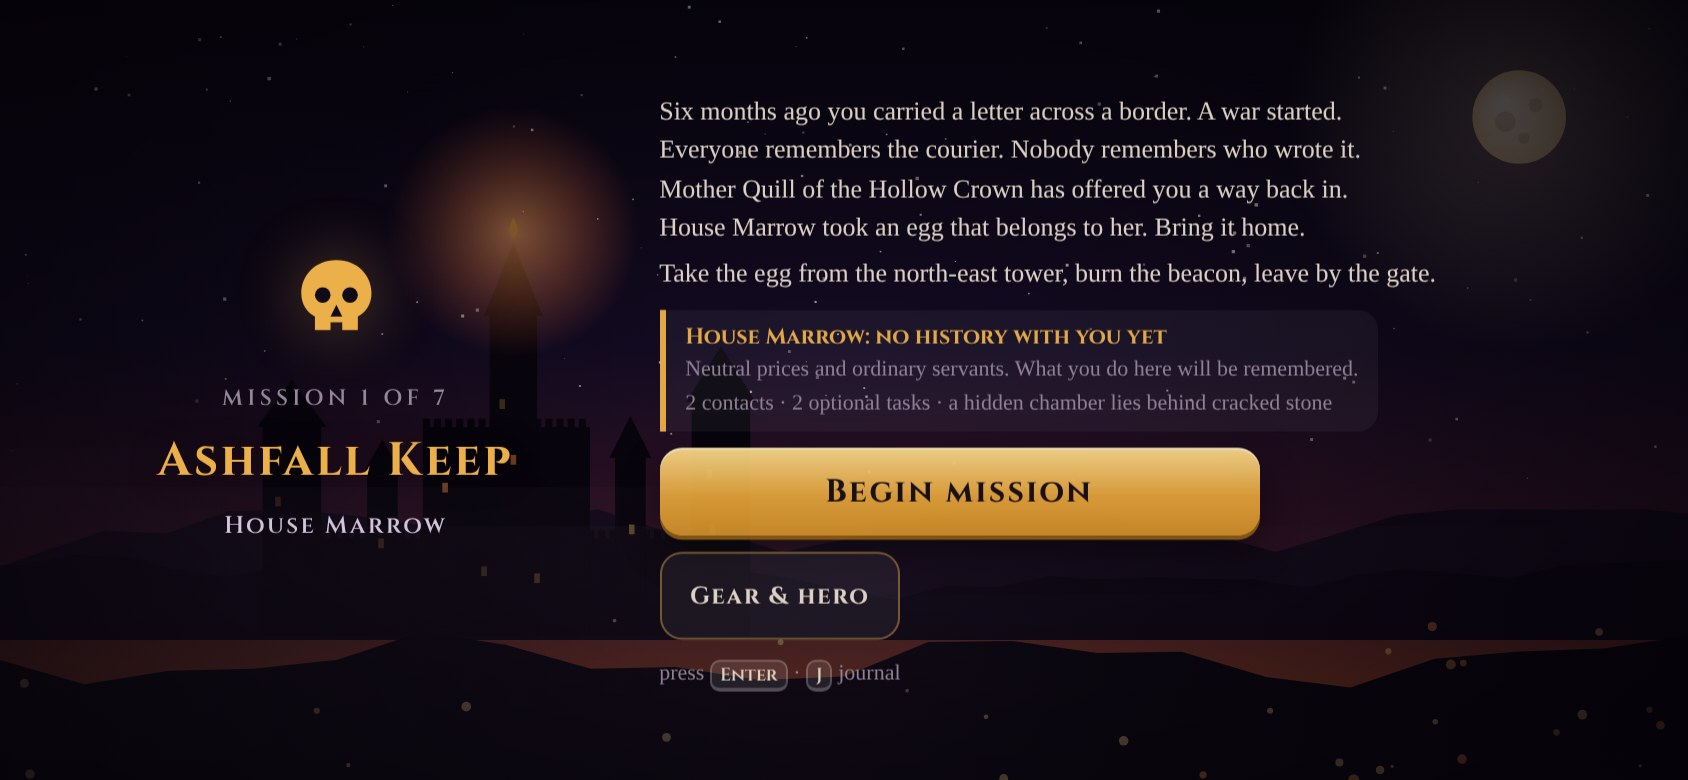 MISSION 1 OF 7
Ashfall Keep
House Marrow
Six months ago you carried a letter across a border. A war started.
Everyone remembers the courier. Nobody remembers who wrote it.
Mother Quill of the Hollow Crown has offered you a way back in.
House Marrow took an egg that belongs to her. Bring it home.
Take the egg from the north-east tower, burn the beacon, leave by the gate.
House Marrow: no history with you yet
Neutral prices and ordinary servants. What you do here will be remembered.
2 contacts · 2 optional tasks · a hidden chamber lies behind cracked stone
Begin mission
Gear & hero
press Enter · J journal